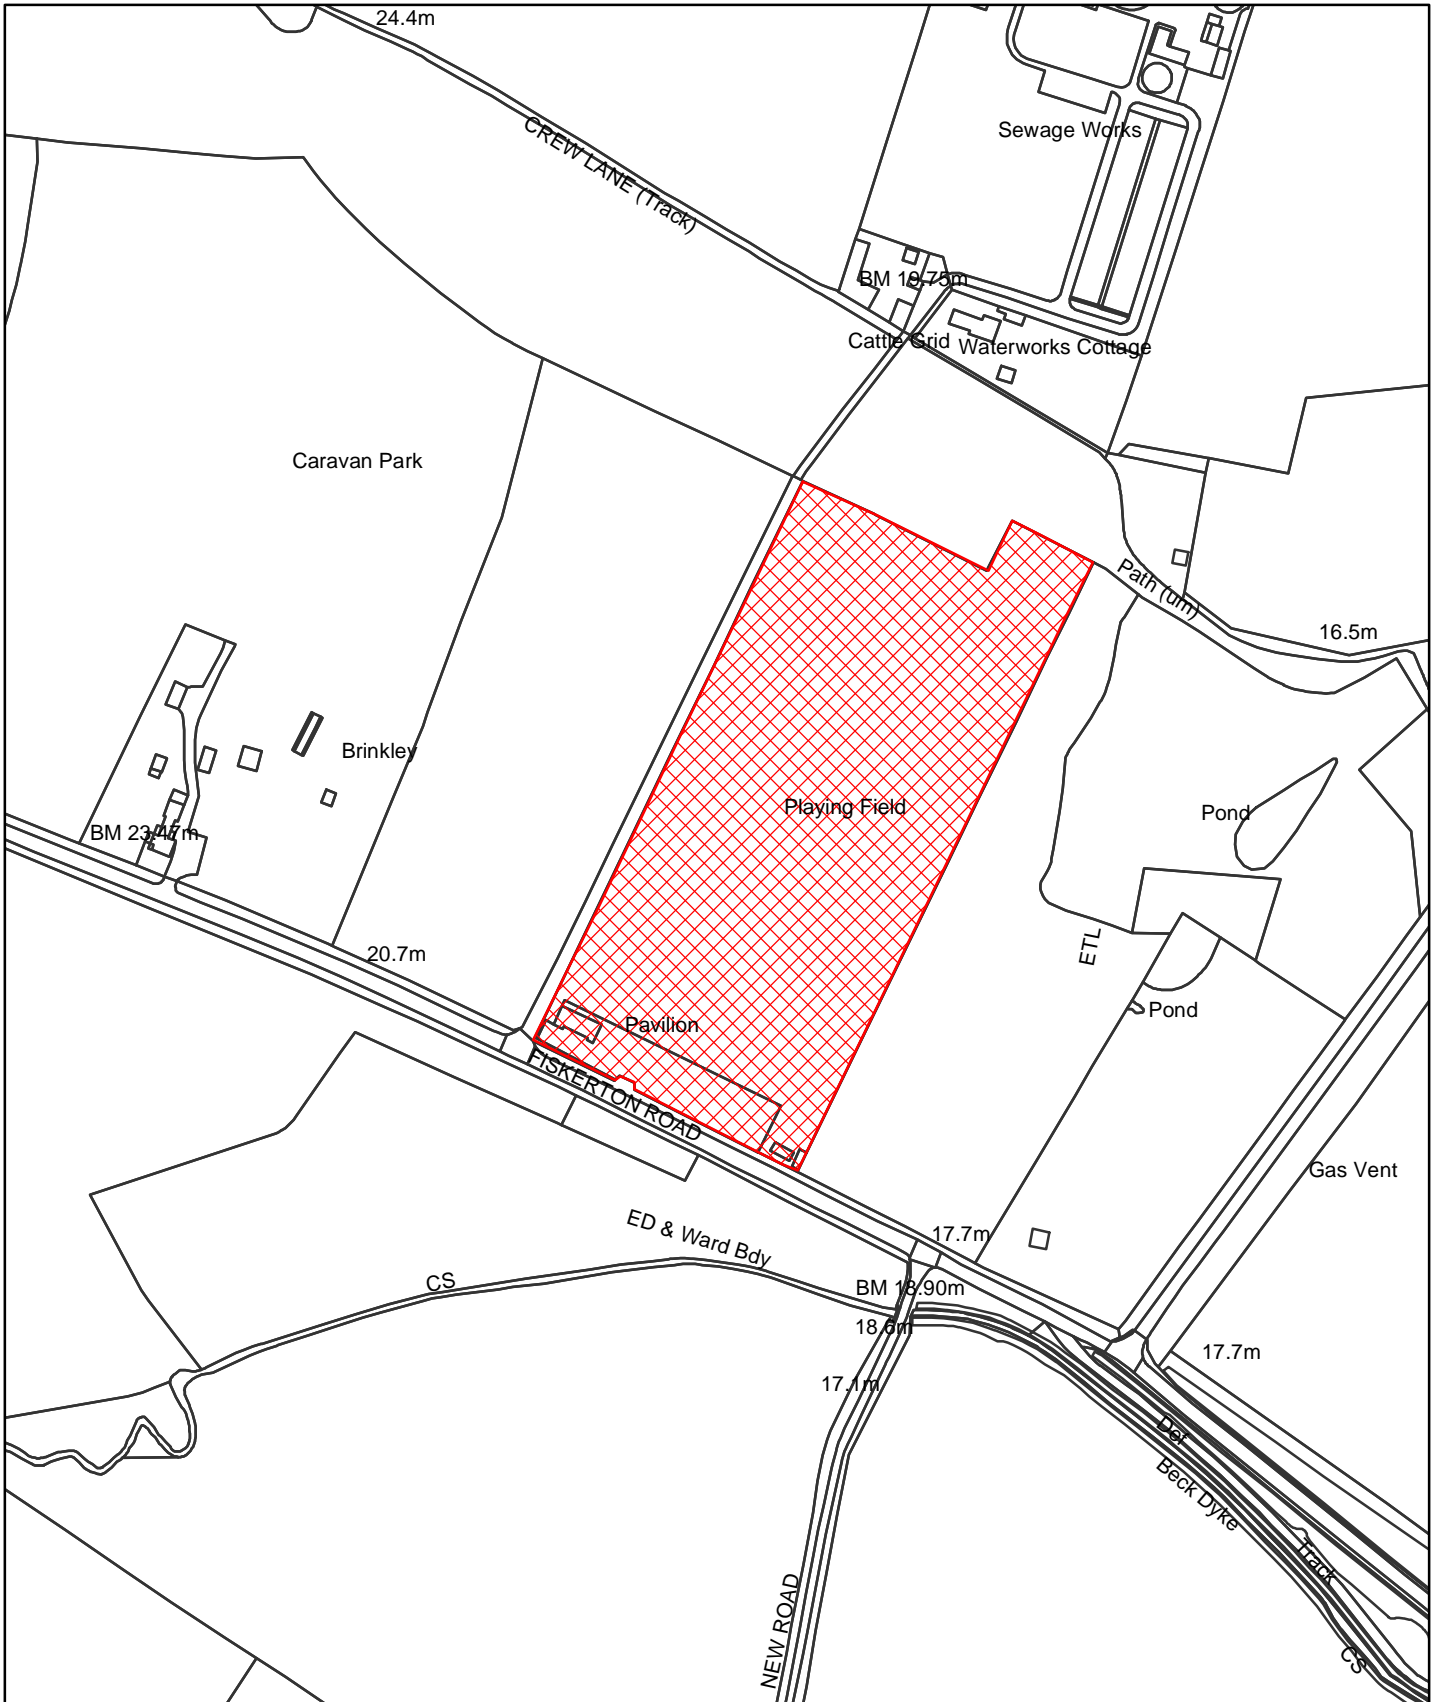 24.4m
Sewage Works
CREW LANE (Track)
BM 19.75m
Cattle Grid
Waterworks Cottage
Caravan Park
Path (um)
16.5m
Brinkley
Playing Field
Pond
BM 23.47m
20.7m
ETL
Pavilion
Pond
FISKERTON ROAD
Gas Vent
ED & Ward Bdy
17.7m
CS
BM 18.90m
18.6m
17.7m
17.1m
Def
Beck Dyke
Track
NEW ROAD
CS